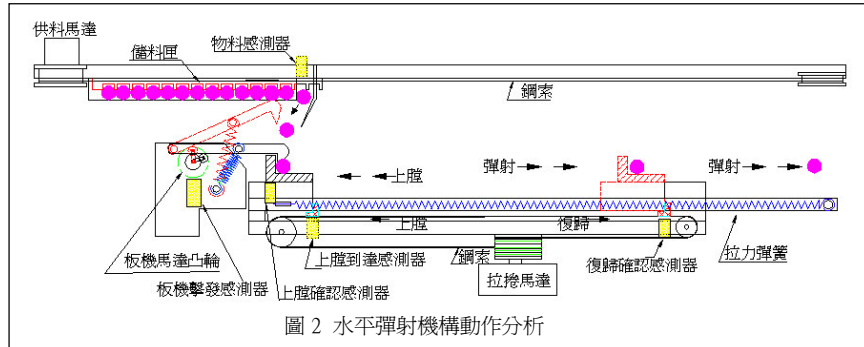 供料馬達
儲料匣
物料感測器
鋼索
彈射
彈射
上膛
上膛
復歸
拉力彈簧
板機馬達凸輪
板機擊發感測器
上膛確認感測器
上膛到達感測器
鋼索
拉捲馬達
復歸確認感測器
圖 2 水平彈射機構動作分析